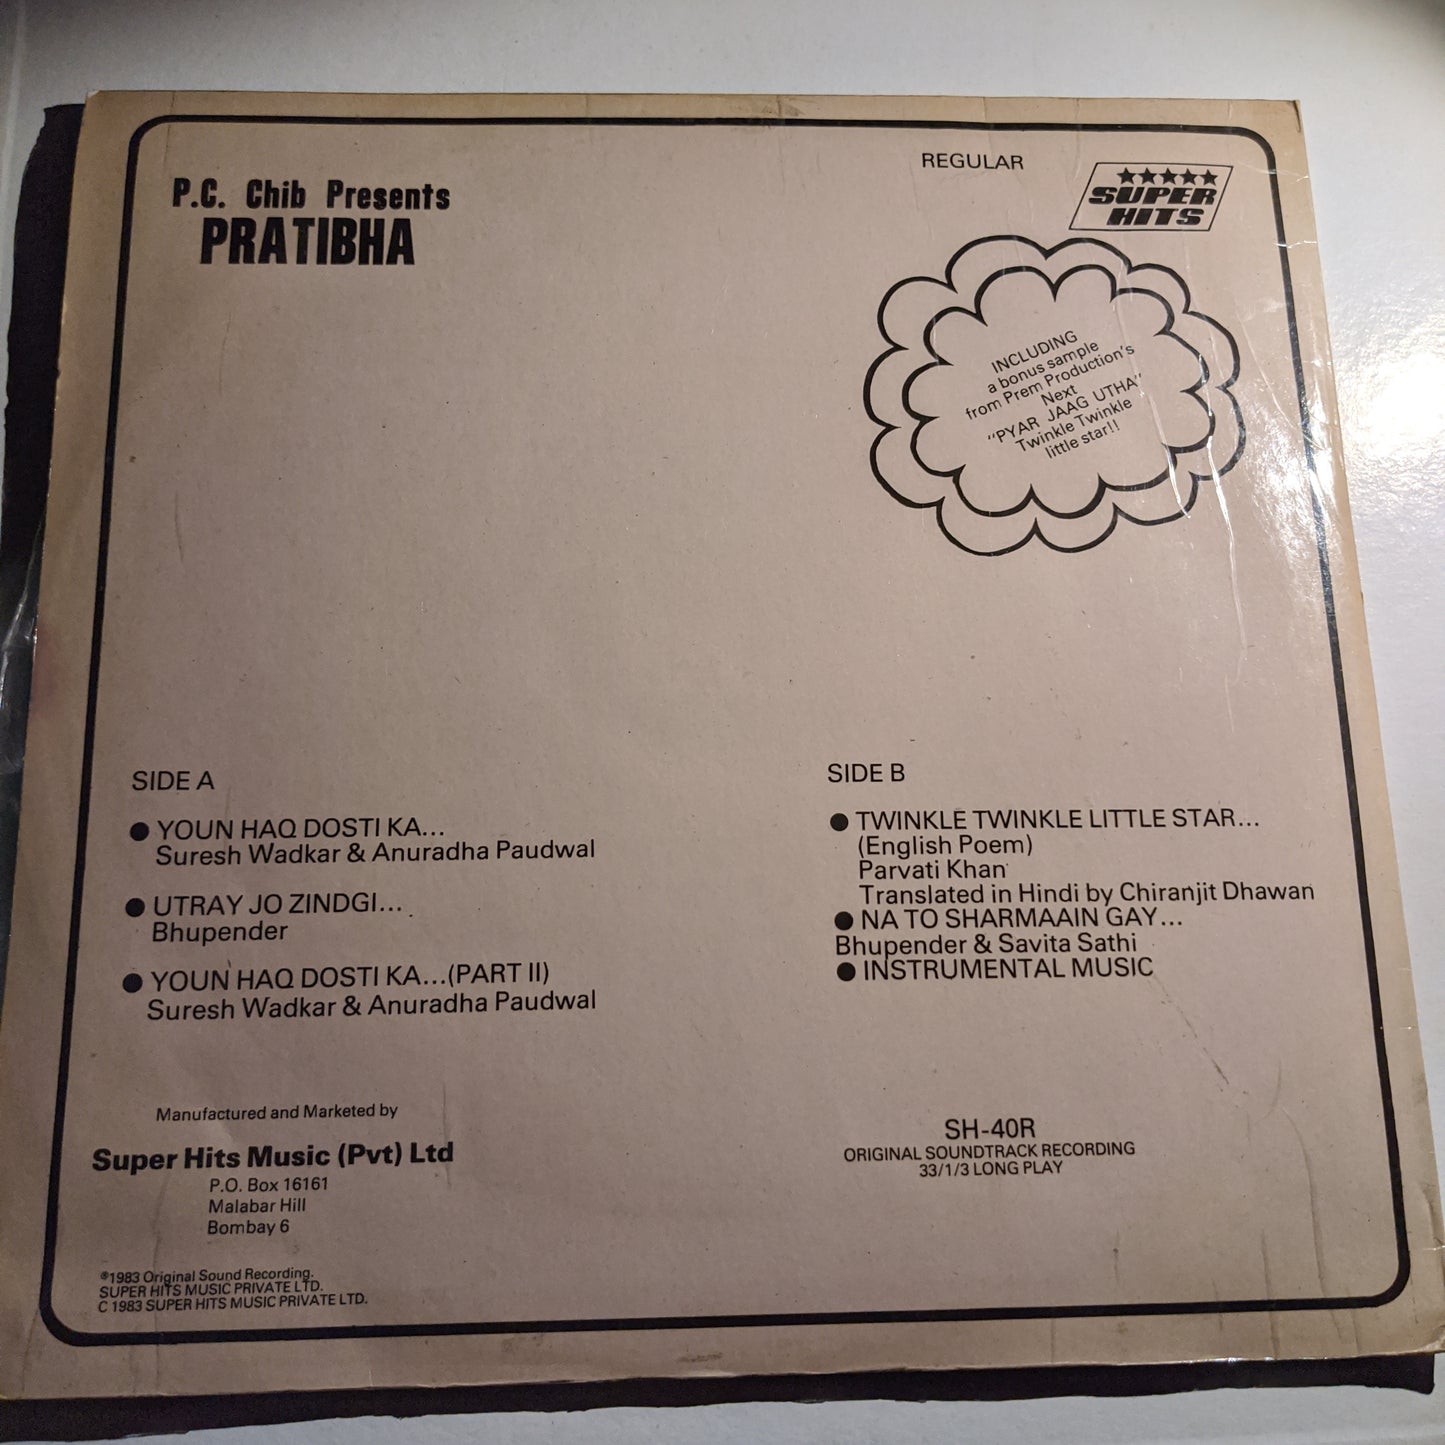 P.C. Chib Presents
PRATIBHA
REGULAR
SUPER
HITS
INCLUDING
a bonus sample
from Prem Production's
Next
"PYAR JAAG UTHA"
Twinkle Twinkle
little star!!
SIDE A
● YOUN HAQ DOSTI KA...
Suresh Wadkar & Anuradha Paudwal
● UTRAY JO ZINDGI...
Bhupender
● YOUN HAQ DOSTI KA...(PART II)
Suresh Wadkar & Anuradha Paudwal
SIDE B
● TWINKLE TWINKLE LITTLE STAR...
(English Poem)
Parvati Khan
Translated in Hindi by Chiranjit Dhawan
● NA TO SHARMAAIN GAY...
Bhupender & Savita Sathi
● INSTRUMENTAL MUSIC
Manufactured and Marketed by
Super Hits Music (Pvt) Ltd
P.O. Box 16161
Malabar Hill
Bombay 6
℗1983 Original Sound Recording.
SUPER HITS MUSIC PRIVATE LTD.
C 1983 SUPER HITS MUSIC PRIVATE LTD.
SH-40R
ORIGINAL SOUNDTRACK RECORDING
33/1/3 LONG PLAY